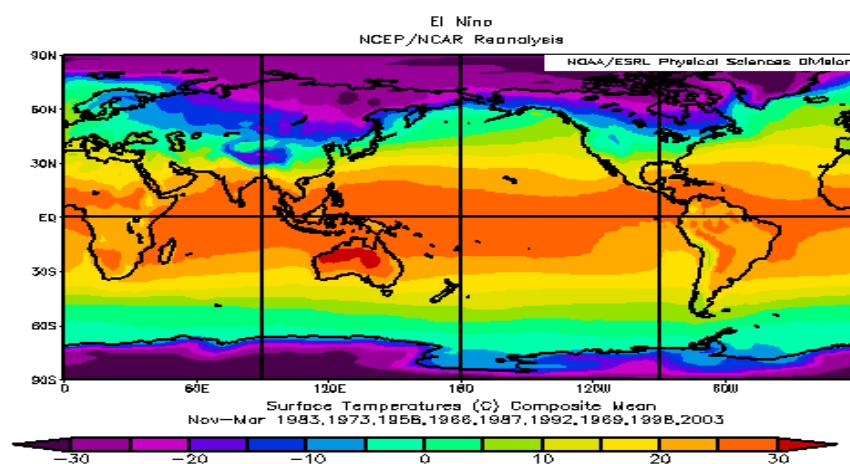 El Nino
NCEP/NCAR Reanalysis
NOAA/ESRL Physical Sciences Division
90N
60N
30N
EQ
30S
60S
90S
0
60E
120E
180
120W
60W
Surface Temperatures (C) Composite Mean
Nov-Mar 1983,1973,1958,1966,1987,1992,1969,1998,2003
-30
-20
-10
0
10
20
30